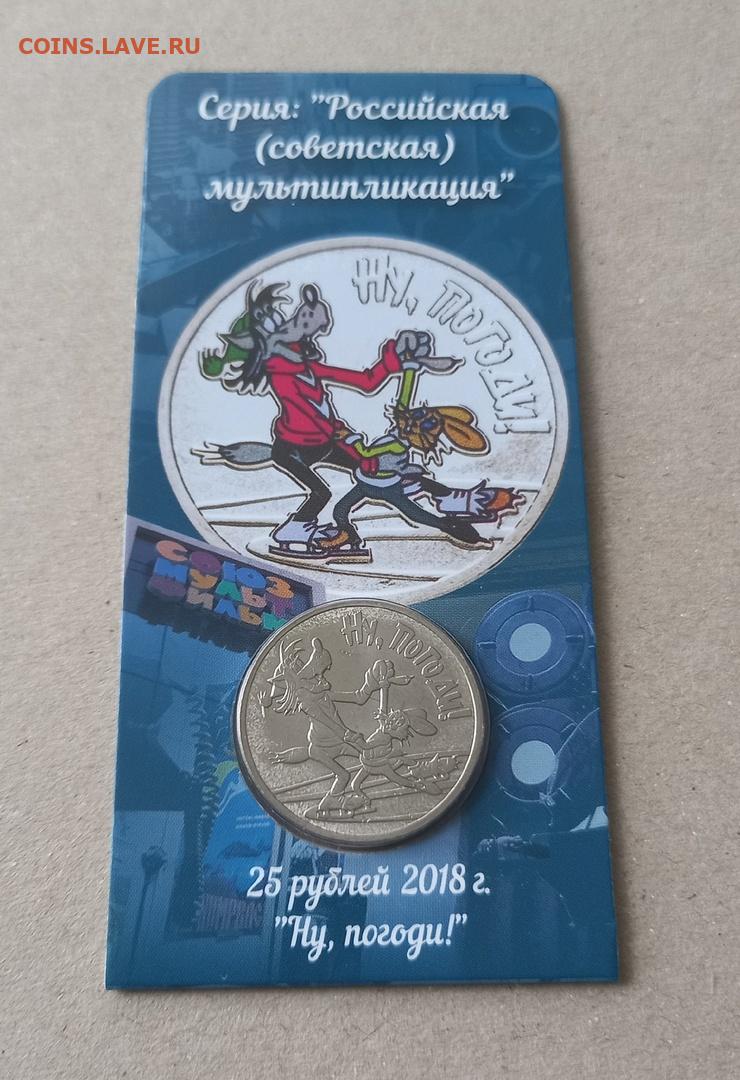 COINS.LAVE.RU
Серия: "Российская
(советская)
мультипликация"
НУ, ПОГОДИ!
СОЮЗ
МУЛЬТ
ФИЛЬМ
НУ, ПОГОДИ!
25 рублей 2018 г.
"Ну, погоди!"